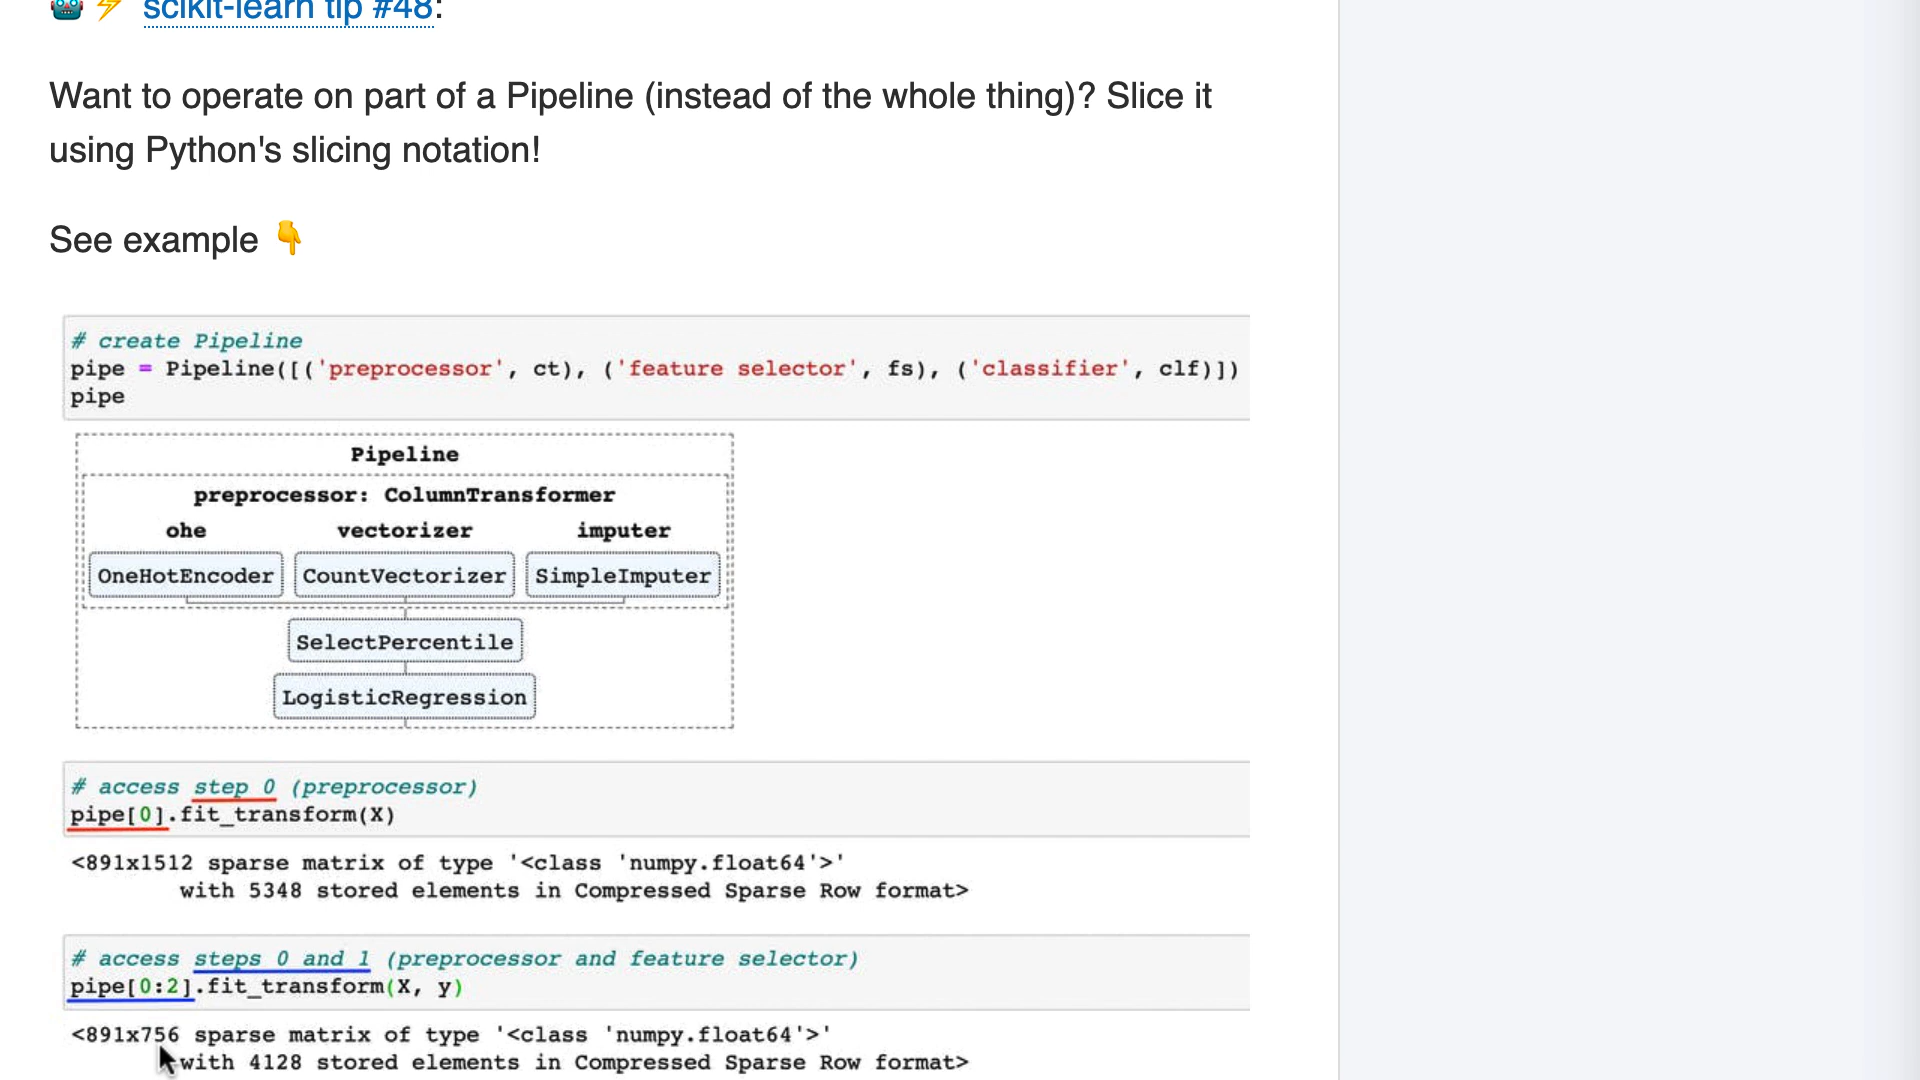 scikit-learn tip #48:
Want to operate on part of a Pipeline (instead of the whole thing)? Slice it
using Python's slicing notation!
See example
# create Pipeline
pipe = Pipeline([('preprocessor', ct), ('feature selector', fs), ('classifier', clf)])
pipe
Pipeline
preprocessor: ColumnTransformer
ohe vectorizer imputer
OneHotEncoder CountVectorizer SimpleImputer
SelectPercentile
LogisticRegression
# access step 0 (preprocessor)
pipe[0].fit_transform(X)
<891x1512 sparse matrix of type '<class 'numpy.float64'>'
with 5348 stored elements in Compressed Sparse Row format>
# access steps 0 and 1 (preprocessor and feature selector)
pipe[0:2].fit_transform(X, y)
<891x756 sparse matrix of type '<class 'numpy.float64'>'
with 4128 stored elements in Compressed Sparse Row format>